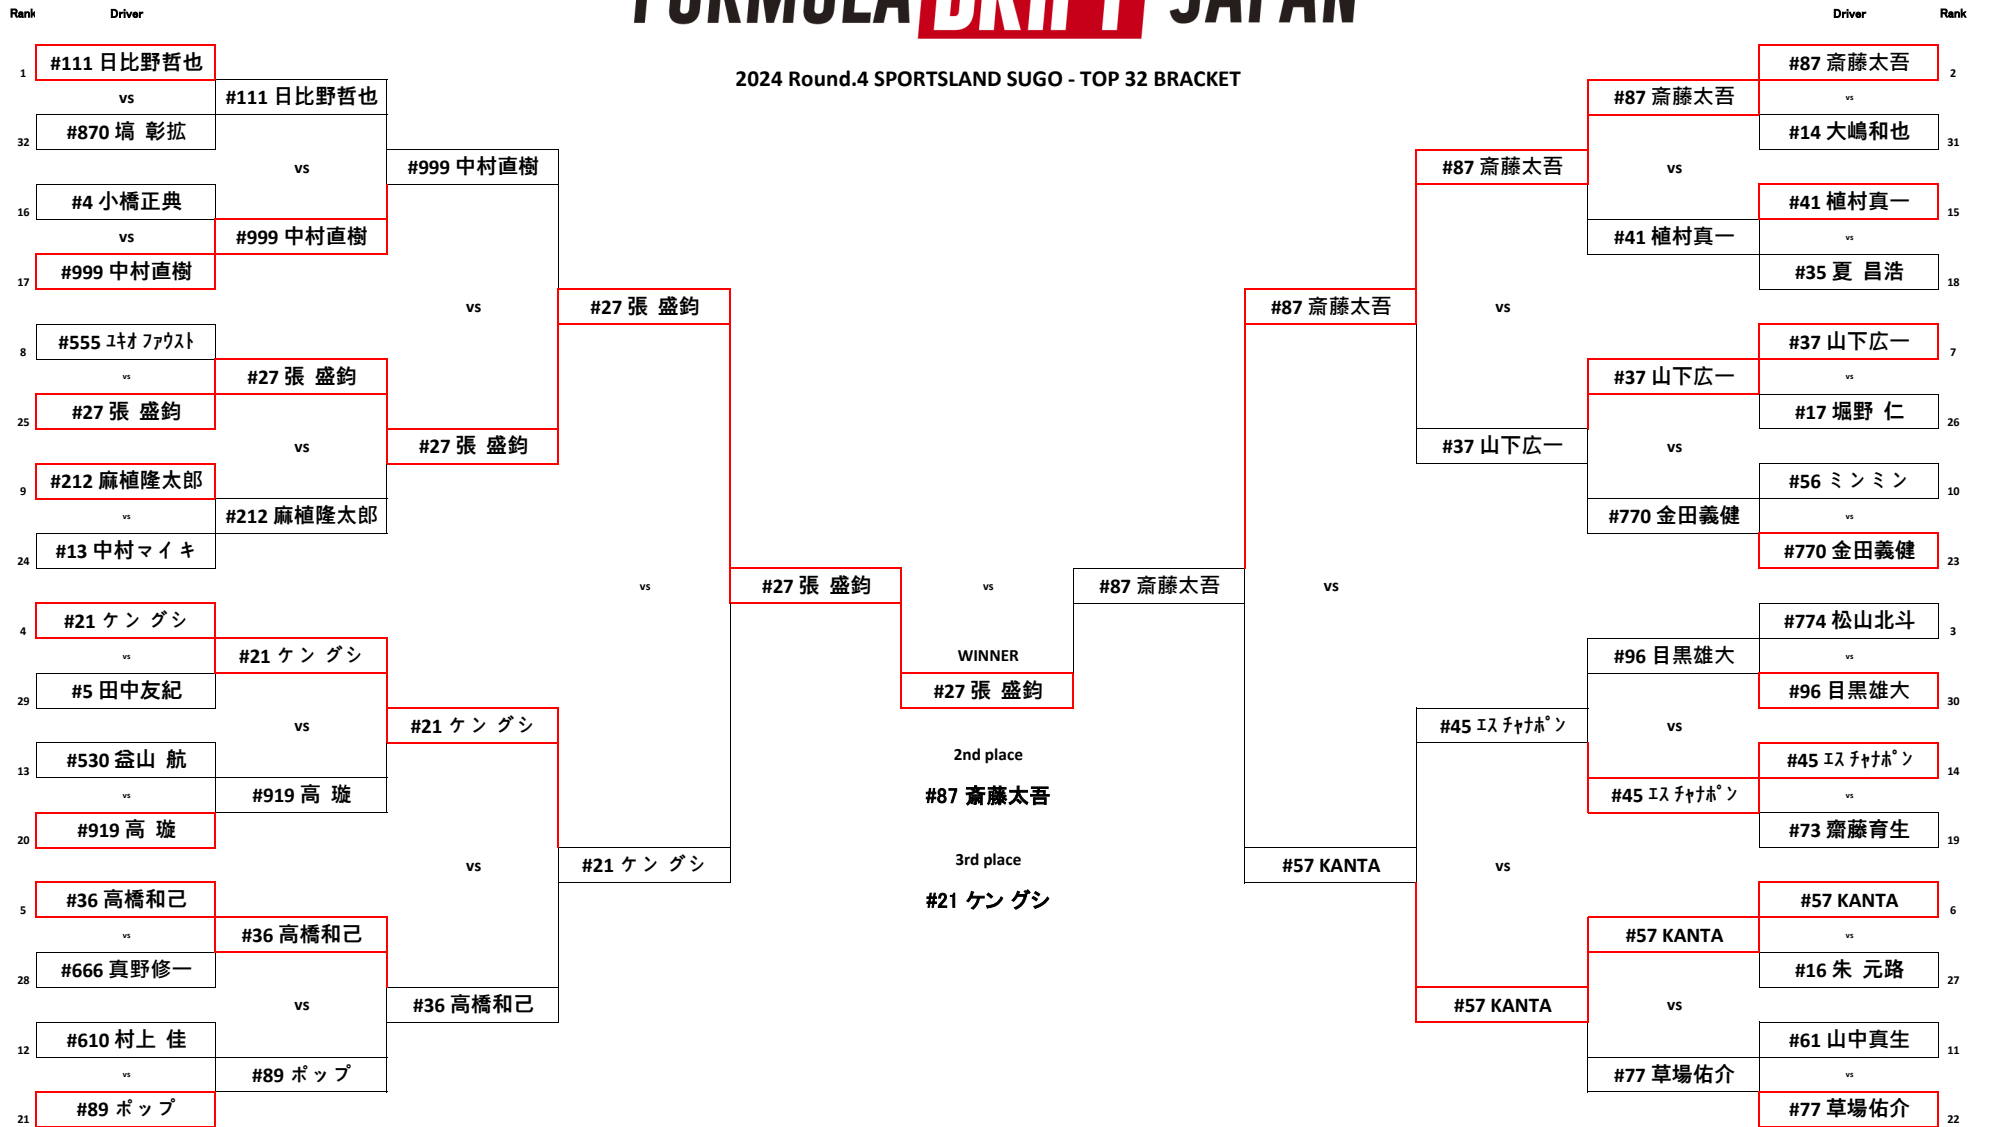 FORMULA DRIFT JAPAN
Rank Driver
Driver Rank
2024 Round.4 SPORTSLAND SUGO - TOP 32 BRACKET
1 #111 日比野哲也
vs
32 #870 塙 彰拡
16 #4 小橋正典
vs
17 #999 中村直樹
8 #555 ﾕｷｵ ﾌｧｳｽﾄ
vs
25 #27 張 盛鈞
9 #212 麻植隆太郎
vs
24 #13 中村マイキ
4 #21 ケン グシ
vs
29 #5 田中友紀
13 #530 益山 航
vs
20 #919 高 璇
5 #36 高橋和己
vs
28 #666 真野修一
12 #610 村上 佳
vs
21 #89 ポップ
#111 日比野哲也
vs
#999 中村直樹
#27 張 盛鈞
vs
#212 麻植隆太郎
#21 ケン グシ
vs
#919 高 璇
#36 高橋和己
vs
#89 ポップ
#999 中村直樹
vs
#27 張 盛鈞
#21 ケン グシ
vs
#36 高橋和己
#27 張 盛鈞
vs
#21 ケン グシ
#27 張 盛鈞
vs
#87 斎藤太吾
WINNER
#27 張 盛鈞
2nd place
#87 斎藤太吾
3rd place
#21 ケン グシ
#87 斎藤太吾
vs
#57 KANTA
#87 斎藤太吾
vs
#37 山下広一
#45 ｴｽ ﾁｬﾅﾎﾟﾝ
vs
#57 KANTA
#87 斎藤太吾
vs
#41 植村真一
#37 山下広一
vs
#770 金田義健
#96 目黒雄大
vs
#45 ｴｽ ﾁｬﾅﾎﾟﾝ
#57 KANTA
vs
#77 草場佑介
#87 斎藤太吾 2
vs
#14 大嶋和也 31
#41 植村真一 15
vs
#35 夏 昌浩 18
#37 山下広一 7
vs
#17 堀野 仁 26
#56 ミンミン 10
vs
#770 金田義健 23
#774 松山北斗 3
vs
#96 目黒雄大 30
#45 ｴｽ ﾁｬﾅﾎﾟﾝ 14
vs
#73 齋藤育生 19
#57 KANTA 6
vs
#16 朱 元路 27
#61 山中真生 11
vs
#77 草場佑介 22